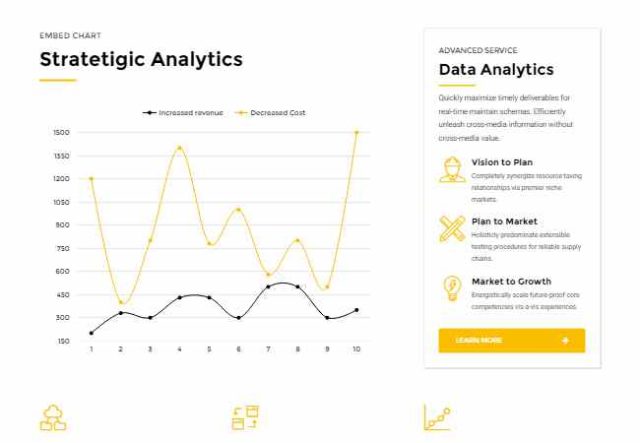 EMBED CHART
Stratetigic Analytics
Increased revenue
Decreased Cost
1500
1350
1200
1050
900
750
600
450
300
150
1 2 3 4 5 6 7 8 9 10
ADVANCED SERVICE
Data Analytics
Quickly maximize timely deliverables for
real-time maintain schemas. Efficiently
unleash cross-media information without
cross-media value.
Vision to Plan
Completely synergize resource taxing
relationships via premier niche
markets.
Plan to Market
Holisticly predominate extensible
testing procedures for reliable supply
chains.
Market to Growth
Energistically scale future-proof core
competencies vis-a-vis experiences.
LEARN MORE